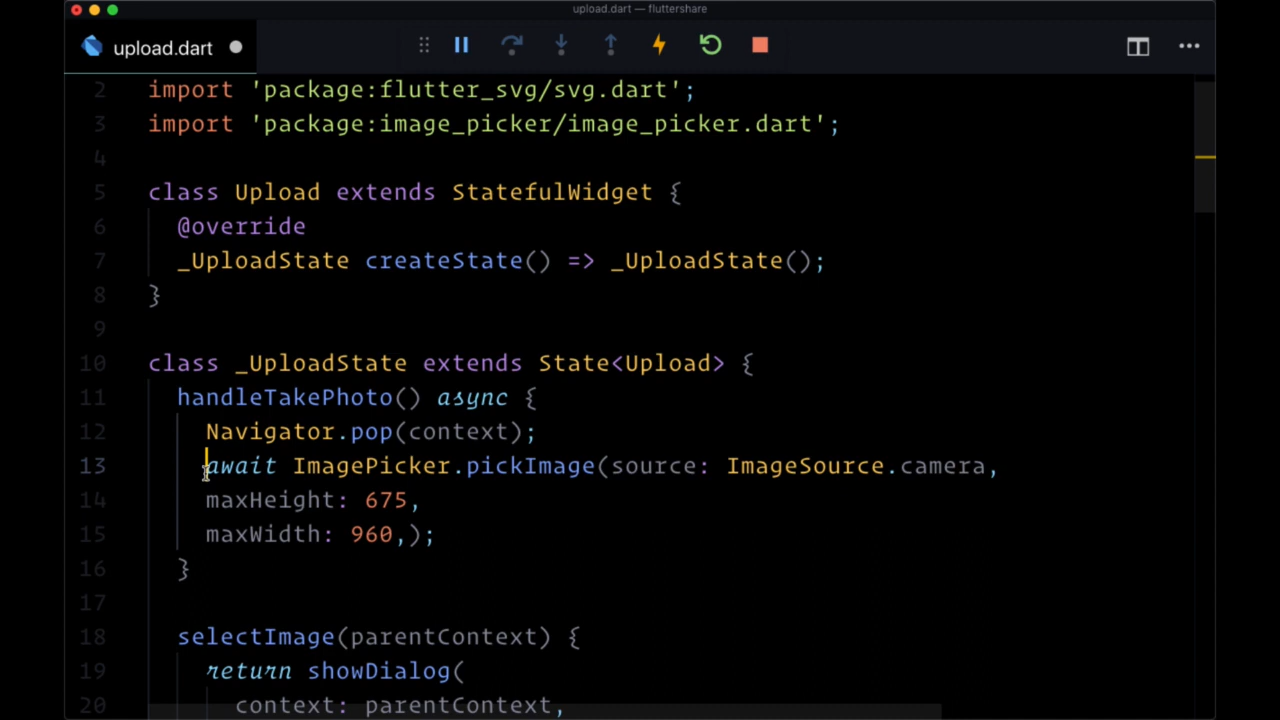 upload.dart — fluttershare
upload.dart
2 import 'package:flutter_svg/svg.dart';
3 import 'package:image_picker/image_picker.dart';
4
5 class Upload extends StatefulWidget {
6 @override
7 _UploadState createState() => _UploadState();
8 }
9
10 class _UploadState extends State<Upload> {
11 handleTakePhoto() async {
12 Navigator.pop(context);
13 await ImagePicker.pickImage(source: ImageSource.camera,
14 maxHeight: 675,
15 maxWidth: 960,);
16 }
17
18 selectImage(parentContext) {
19 return showDialog(
20 context: parentContext,